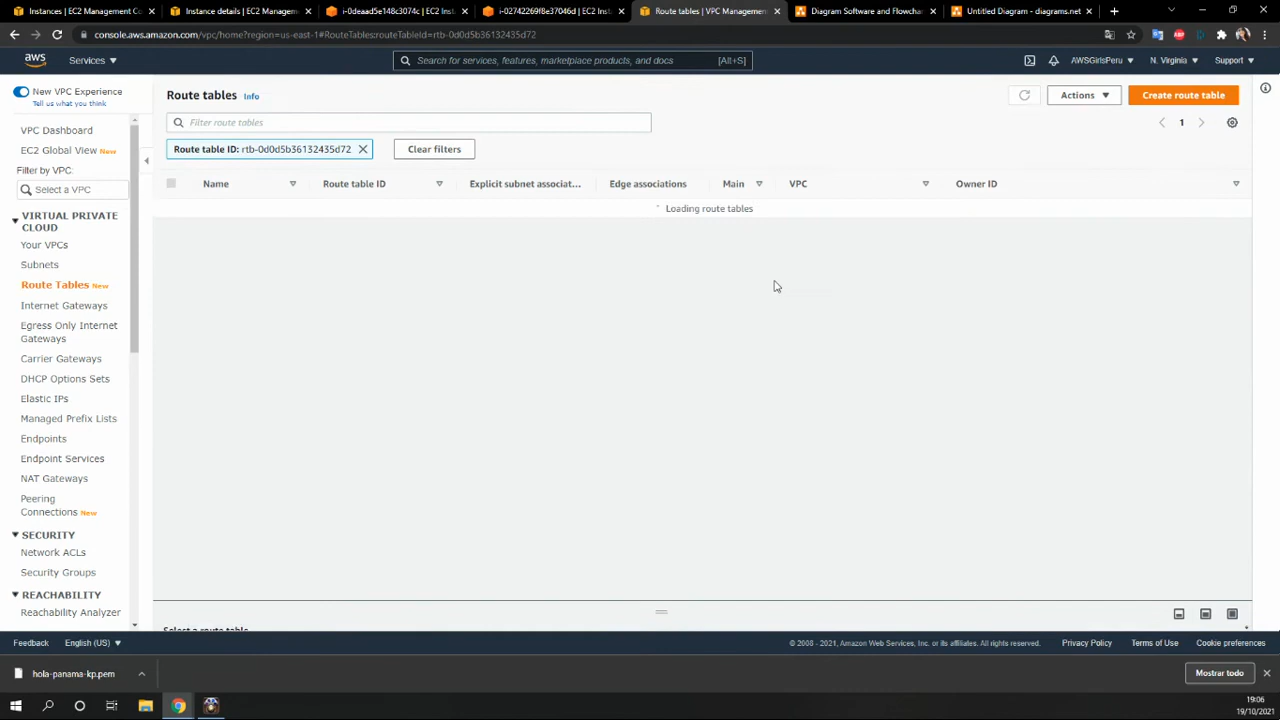 Instances | EC2 Management Co
Instance details | EC2 Managem
i-0deaad5e148c3074c | EC2 Inst
i-02742269f8e37046d | EC2 Inst
Route tables | VPC Management
Diagram Software and Flowchar
Untitled Diagram - diagrams.net
console.aws.amazon.com/vpc/home?region=us-east-1#RouteTables:routeTableId=rtb-0d0d5b36132435d72
aws
Services
Search for services, features, marketplace products, and docs
[Alt+S]
AWSGirlsPeru
N. Virginia
Support
New VPC Experience
Tell us what you think
VPC Dashboard
EC2 Global View New
Filter by VPC:
Select a VPC
VIRTUAL PRIVATE
CLOUD
Your VPCs
Subnets
Route Tables New
Internet Gateways
Egress Only Internet
Gateways
Carrier Gateways
DHCP Options Sets
Elastic IPs
Managed Prefix Lists
Endpoints
Endpoint Services
NAT Gateways
Peering
Connections New
SECURITY
Network ACLs
Security Groups
REACHABILITY
Reachability Analyzer
Route tables Info
Actions
Create route table
Filter route tables
1
Route table ID: rtb-0d0d5b36132435d72
Clear filters
Name
Route table ID
Explicit subnet associat...
Edge associations
Main
VPC
Owner ID
Loading route tables
Select a route table
Feedback
English (US)
© 2008 - 2021, Amazon Web Services, Inc. or its affiliates. All rights reserved.
Privacy Policy
Terms of Use
Cookie preferences
hola-panama-kp.pem
Mostrar todo
19:06
19/10/2021